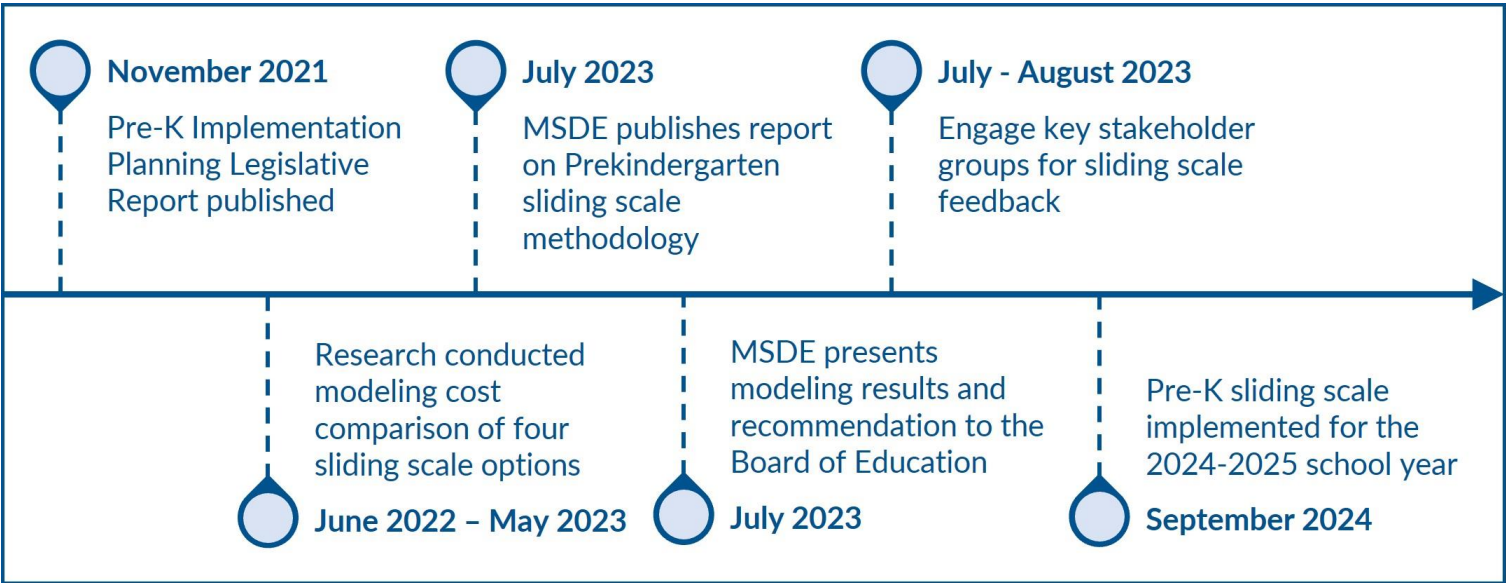 November 2021
Pre-K Implementation
Planning Legislative
Report published
July 2023
MSDE publishes report
on Prekindergarten
sliding scale
methodology
July - August 2023
Engage key stakeholder
groups for sliding scale
feedback
Research conducted
modeling cost
comparison of four
sliding scale options
June 2022 – May 2023
MSDE presents
modeling results and
recommendation to the
Board of Education
July 2023
Pre-K sliding scale
implemented for the
2024-2025 school year
September 2024